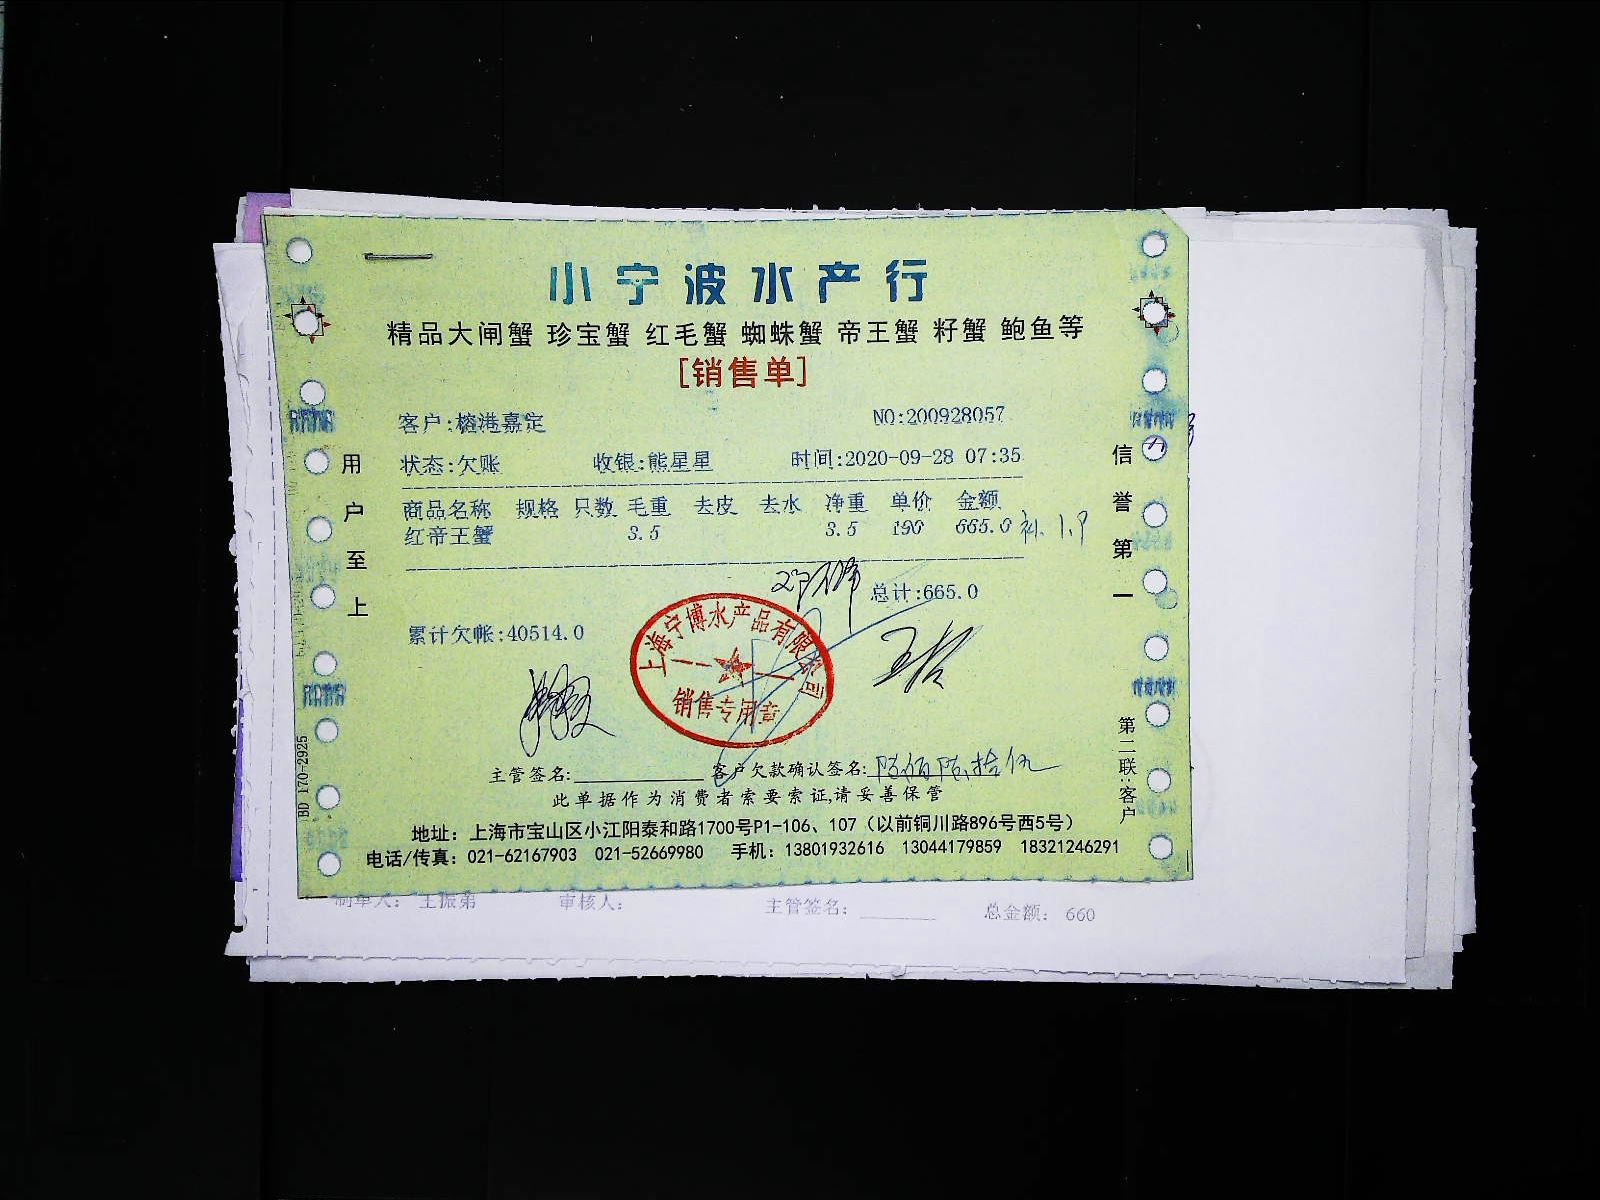 小宁波水产行
精品大闸蟹 珍宝蟹 红毛蟹 蜘蛛蟹 帝王蟹 籽蟹 鲍鱼等
[销售单]
客户:榕港嘉定 NO:200928057
状态:欠账 收银:熊星星 时间:2020-09-28 07:35
商品名称 规格 只数 毛重 去皮 去水 净重 单价 金额
红帝王蟹 3.5 3.5 190 665.0 补 1.9
总计:665.0
累计欠帐:40514.0
上海宁博水产品有限公司
销售专用章
主管签名: 客户欠款确认签名: 陆佰陆拾伍
此单据作为消费者索要索证,请妥善保管
地址：上海市宝山区小江阳泰和路1700号P1-106、107（以前铜川路896号西5号）
电话/传真：021-62167903 021-52669980 手机：13801932616 13044179859 18321246291
用户至上
信誉第一
第二联:客户
BD 170-2925
制单人： 王振弟 审核人: 主管签名: 总金额: 660